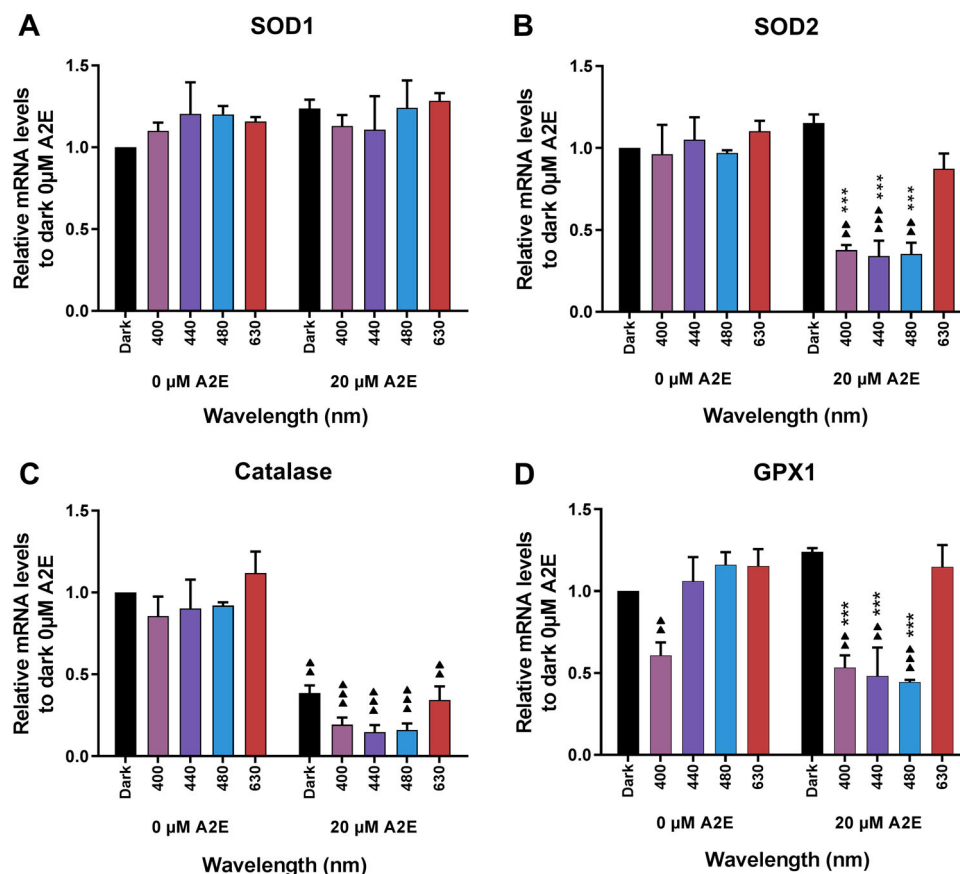 A
SOD1
Relative mRNA levels
to dark 0μM A2E
1.5
1.0
0.5
0.0
Dark 400 440 480 630 Dark 400 440 480 630
0 μM A2E 20 μM A2E
Wavelength (nm)
B
SOD2
Relative mRNA levels
to dark 0μM A2E
1.5
1.0
0.5
0.0
▲▲ *** ▲▲▲ *** ▲▲ ***
Dark 400 440 480 630 Dark 400 440 480 630
0 μM A2E 20 μM A2E
Wavelength (nm)
C
Catalase
Relative mRNA levels
to dark 0μM A2E
1.5
1.0
0.5
0.0
▲▲ ▲▲▲ ▲▲▲ ▲▲▲ ▲▲
Dark 400 440 480 630 Dark 400 440 480 630
0 μM A2E 20 μM A2E
Wavelength (nm)
D
GPX1
Relative mRNA levels
to dark 0μM A2E
1.5
1.0
0.5
0.0
▲▲ ▲▲ *** ▲▲ *** ▲▲▲ ***
Dark 400 440 480 630 Dark 400 440 480 630
0 μM A2E 20 μM A2E
Wavelength (nm)